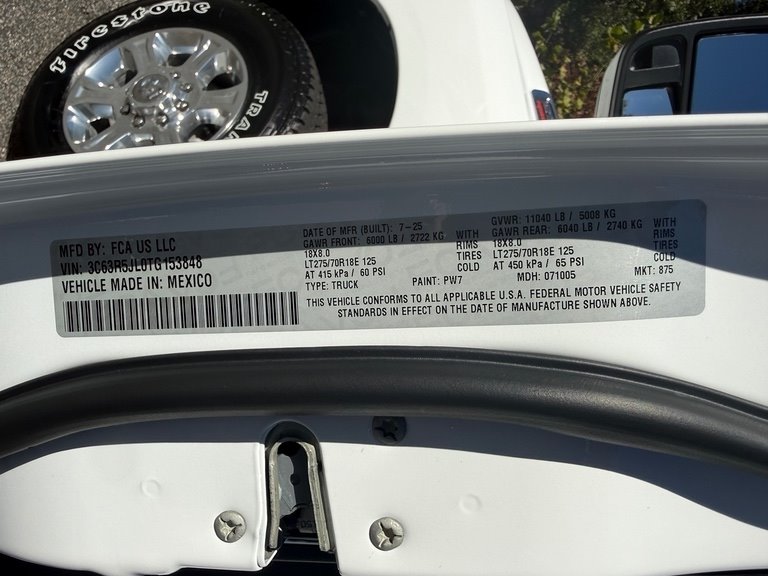 Firestone
TRAN
MFD BY: FCA US LLC
VIN: 3C63R5JL0TG153848
VEHICLE MADE IN: MEXICO
DATE OF MFR (BUILT): 7-25
GAWR FRONT: 6000 LB / 2722 KG WITH
18X8.0 RIMS
LT275/70R18E 125 TIRES
AT 415 kPa / 60 PSI COLD
TYPE: TRUCK PAINT: PW7
GVWR: 11040 LB / 5008 KG
GAWR REAR: 6040 LB / 2740 KG WITH
18X8.0 RIMS
LT275/70R18E 125 TIRES
AT 450 kPa / 65 PSI COLD
MDH: 071005 MKT: 875
THIS VEHICLE CONFORMS TO ALL APPLICABLE U.S.A. FEDERAL MOTOR VEHICLE SAFETY
STANDARDS IN EFFECT ON THE DATE OF MANUFACTURE SHOWN ABOVE.